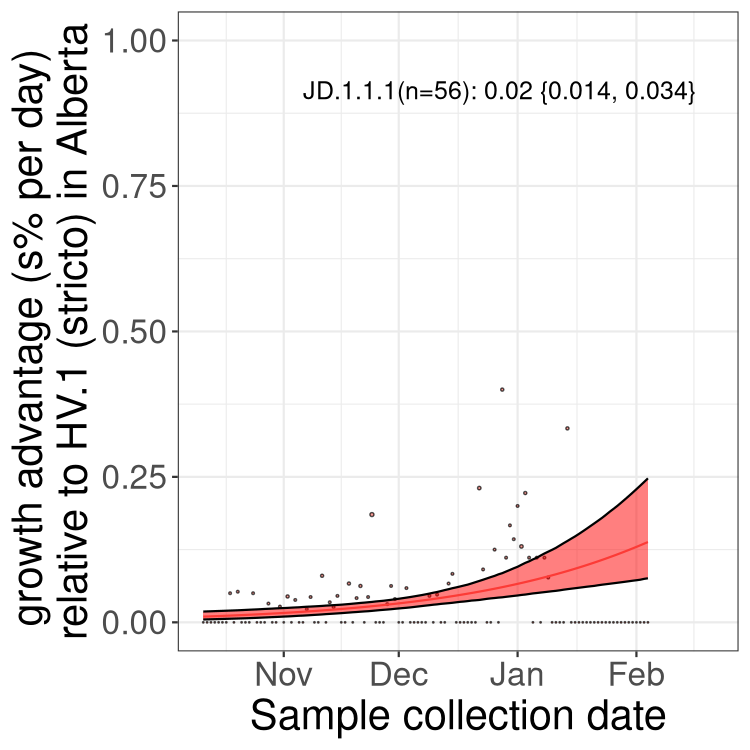 growth advantage (s% per day)
relative to HV.1 (stricto) in Alberta
1.00
JD.1.1.1(n=56): 0.02 {0.014, 0.034}
0.75
0.50
0.25
0.00
Nov Dec Jan Feb
Sample collection date